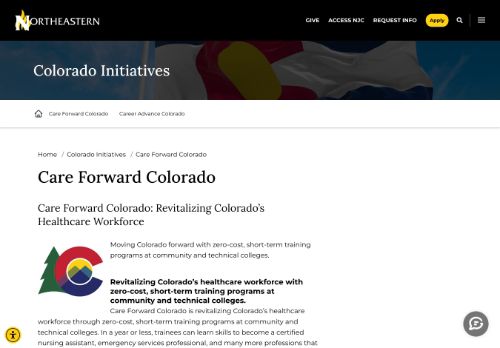 NORTHEASTERN
GIVE ACCESS NJC REQUEST INFO Apply
Colorado Initiatives
Care Forward Colorado Career Advance Colorado
Home / Colorado Initiatives / Care Forward Colorado
Care Forward Colorado
Care Forward Colorado: Revitalizing Colorado's
Healthcare Workforce
Moving Colorado forward with zero-cost, short-term training
programs at community and technical colleges.
Revitalizing Colorado's healthcare workforce with
zero-cost, short-term training programs at
community and technical colleges.
Care Forward Colorado is revitalizing Colorado's healthcare
workforce through zero-cost, short-term training programs at community and
technical colleges. In a year or less, trainees can learn skills to become a certified
nursing assistant, emergency services professional, and many more professions that